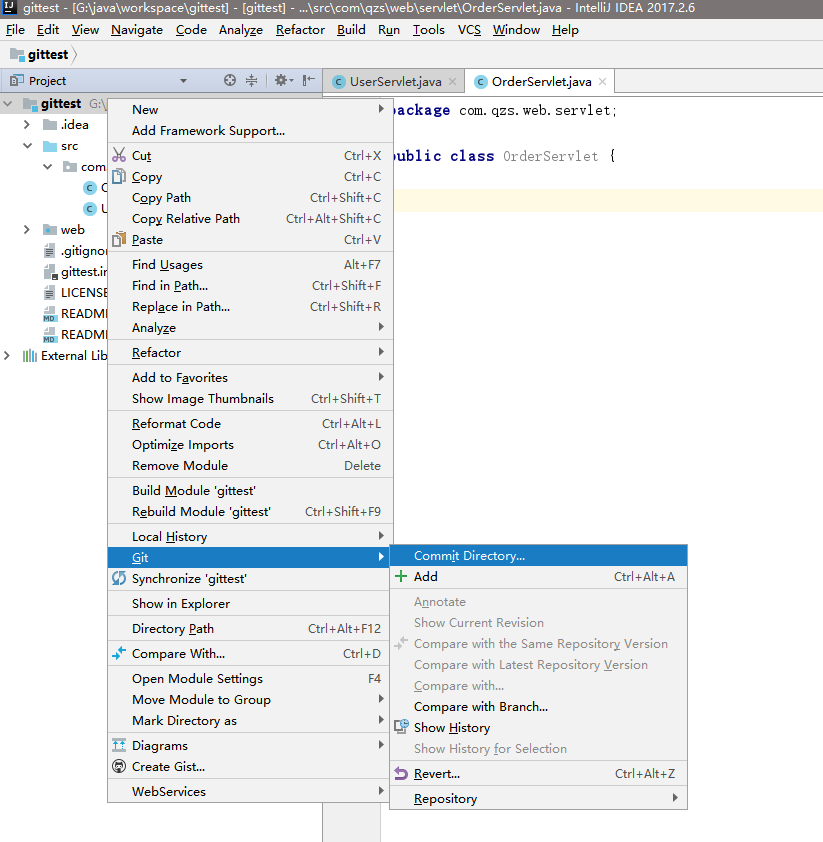 gittest - [G:\java\workspace\gittest] - [gittest] - ...\src\com\qzs\web\servlet\OrderServlet.java - IntelliJ IDEA 2017.2.6
File Edit View Navigate Code Analyze Refactor Build Run Tools VCS Window Help
gittest
Project
UserServlet.java
OrderServlet.java
gittest G:\
.idea
src
com
web
.gitignor
gittest.im
LICENSE
READM
READM
External Lib
package com.qzs.web.servlet;
public class OrderServlet {
New
Add Framework Support...
Cut Ctrl+X
Copy Ctrl+C
Copy Path Ctrl+Shift+C
Copy Relative Path Ctrl+Alt+Shift+C
Paste Ctrl+V
Find Usages Alt+F7
Find in Path... Ctrl+Shift+F
Replace in Path... Ctrl+Shift+R
Analyze
Refactor
Add to Favorites
Show Image Thumbnails Ctrl+Shift+T
Reformat Code Ctrl+Alt+L
Optimize Imports Ctrl+Alt+O
Remove Module Delete
Build Module 'gittest'
Rebuild Module 'gittest' Ctrl+Shift+F9
Local History
Git
Synchronize 'gittest'
Show in Explorer
Directory Path Ctrl+Alt+F12
Compare With... Ctrl+D
Open Module Settings F4
Move Module to Group
Mark Directory as
Diagrams
Create Gist...
WebServices
Commit Directory...
Add Ctrl+Alt+A
Annotate
Show Current Revision
Compare with the Same Repository Version
Compare with Latest Repository Version
Compare with...
Compare with Branch...
Show History
Show History for Selection
Revert... Ctrl+Alt+Z
Repository